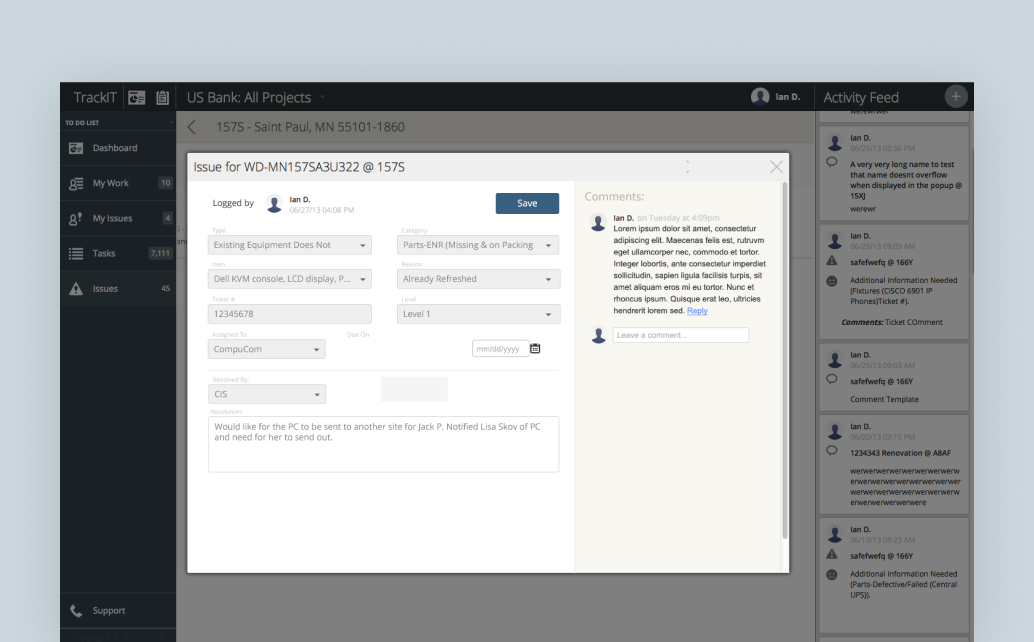 TrackIT
US Bank: All Projects
Ian D.
Activity Feed
TO DO LIST
Dashboard
My Work 10
My Issues 4
Tasks 7,111
Issues 45
Support
157S - Saint Paul, MN 55101-1860
Issue for WD-MN157SA3U322 @ 157S
Logged by
Ian D.
06/27/13 04:08 PM
Save
Type
Existing Equipment Does Not
Category
Parts-ENR (Missing & on Packing
Item
Dell KVM console, LCD display, P...
Reason
Already Refreshed
Ticket #
12345678
Level
Level 1
Assigned To
CompuCom
Due On
mm/dd/yyyy
Resolved By:
CIS
Resolution
Would like for the PC to be sent to another site for Jack P. Notified Lisa Skov of PC
and need for her to send out.
Comments:
Ian D. on Tuesday at 4:09pm
Lorem ipsum dolor sit amet, consectetur
adipiscing elit. Maecenas felis est, rutruvm
eget ullamcorper nec, commodo et tortor.
Integer lobortis, ante consectetur imperdiet
sollicitudin, sapien ligula facilisis turpis, sit
amet aliquam eros mi eu tortor. Nunc et
rhoncus ipsum. Quisque erat leo, ultricies
hendrerit lorem sed. Reply
Leave a comment...
Ian D.
06/25/13 03:56 PM
A very very long name to test
that name doesnt overflow
when displayed in the popup @
15XJ
werewr
Ian D.
06/25/13 09:03 AM
safefwefq @ 166Y
Additional Information Needed
(Fixtures (CISCO 6901 IP
Phones)Ticket #).
Comments: Ticket COmment
Ian D.
06/25/13 09:03 AM
safefwefq @ 166Y
Comment Template
Ian D.
06/20/13 03:15 PM
1234343 Renovation @ A8AF
werwerwerwerwerwerwerwerw
erwerwerwerwerwerwerwerwer
werwerwerwerwerwerwerwerw
erwerwerwerwerwere
Ian D.
06/13/13 09:23 AM
safefwefq @ 166Y
Additional Information Needed
(Parts-Defective/Failed (Central
UPS)),